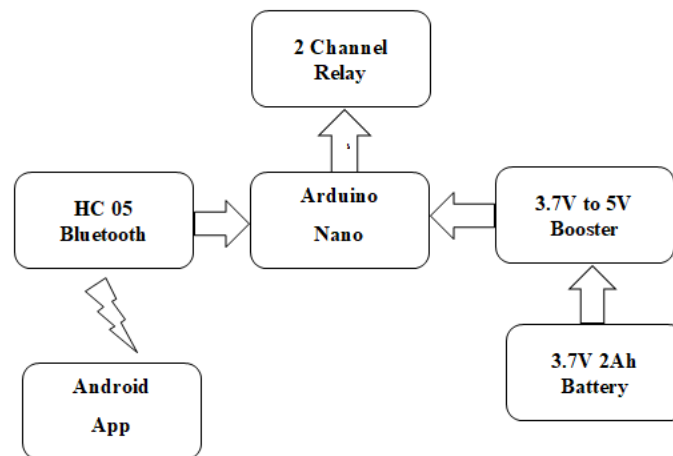 2 Channel
Relay
HC 05
Bluetooth
Arduino
Nano
3.7V to 5V
Booster
Android
App
3.7V 2Ah
Battery